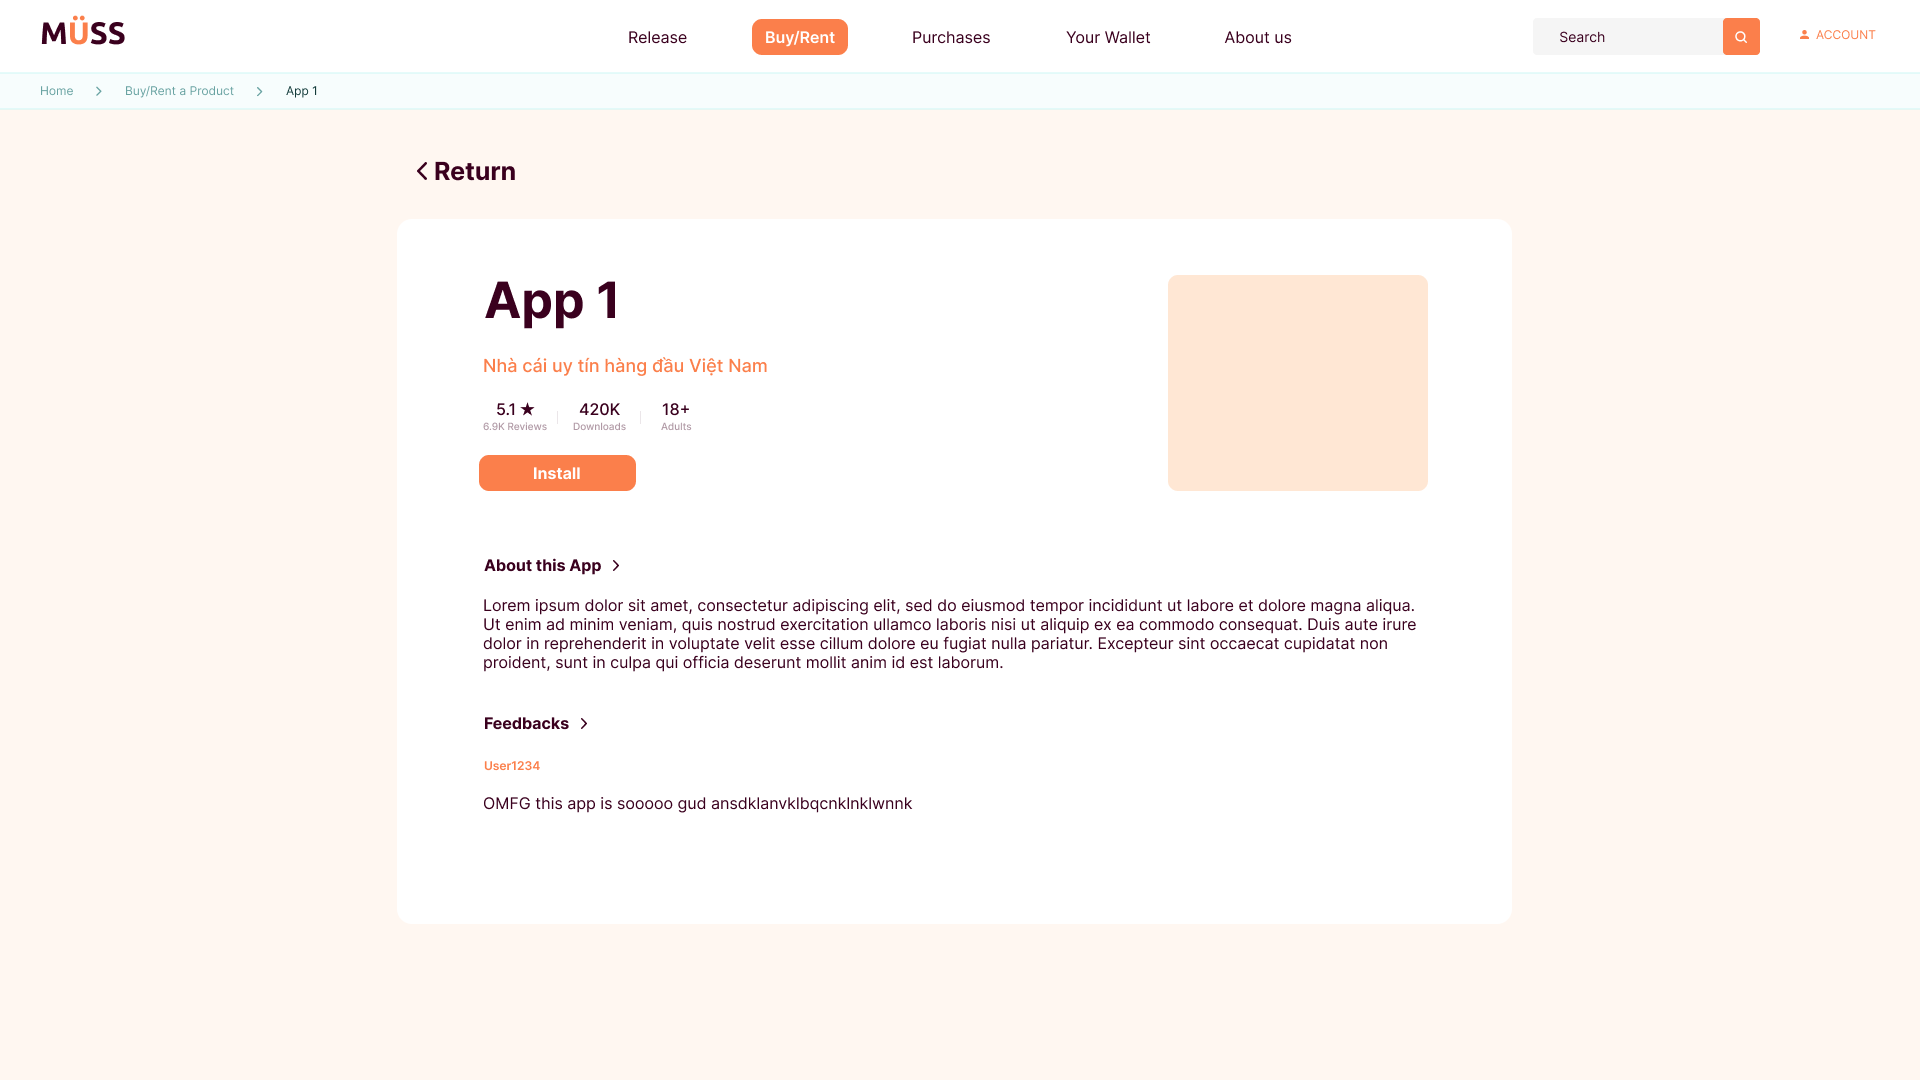 MÜSS
Release
Buy/Rent
Purchases
Your Wallet
About us
Search
ACCOUNT
Home
Buy/Rent a Product
App 1
Return
App 1
Nhà cái uy tín hàng đầu Việt Nam
5.1 ★
6.9K Reviews
420K
Downloads
18+
Adults
Install
About this App
Lorem ipsum dolor sit amet, consectetur adipiscing elit, sed do eiusmod tempor incididunt ut labore et dolore magna aliqua.
Ut enim ad minim veniam, quis nostrud exercitation ullamco laboris nisi ut aliquip ex ea commodo consequat. Duis aute irure
dolor in reprehenderit in voluptate velit esse cillum dolore eu fugiat nulla pariatur. Excepteur sint occaecat cupidatat non
proident, sunt in culpa qui officia deserunt mollit anim id est laborum.
Feedbacks
User1234
OMFG this app is sooooo gud ansdklanvklbqcnklnklwnnk